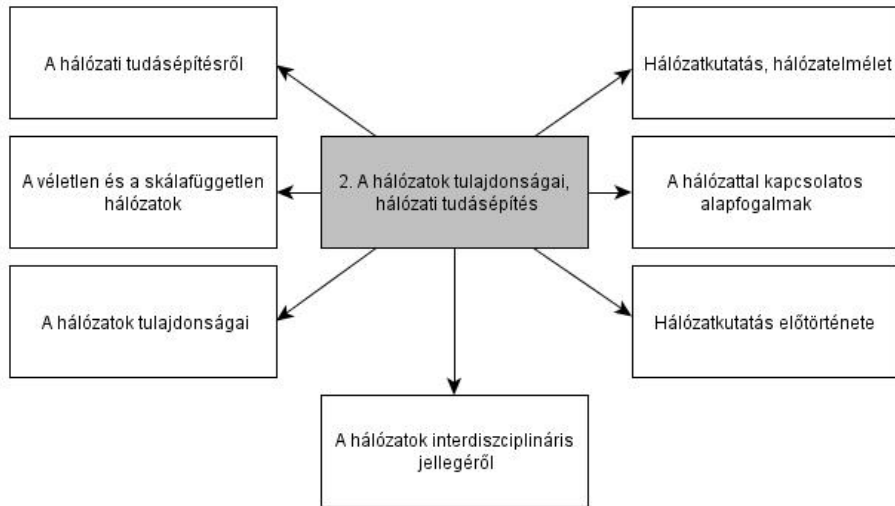 A hálózati tudásépítésről
Hálózatkutatás, hálózatelmélet
A véletlen és a skálafüggetlen
hálózatok
2. A hálózatok tulajdonságai,
hálózati tudásépítés
A hálózattal kapcsolatos
alapfogalmak
A hálózatok tulajdonságai
Hálózatkutatás előtörténete
A hálózatok interdiszciplináris
jellegéről